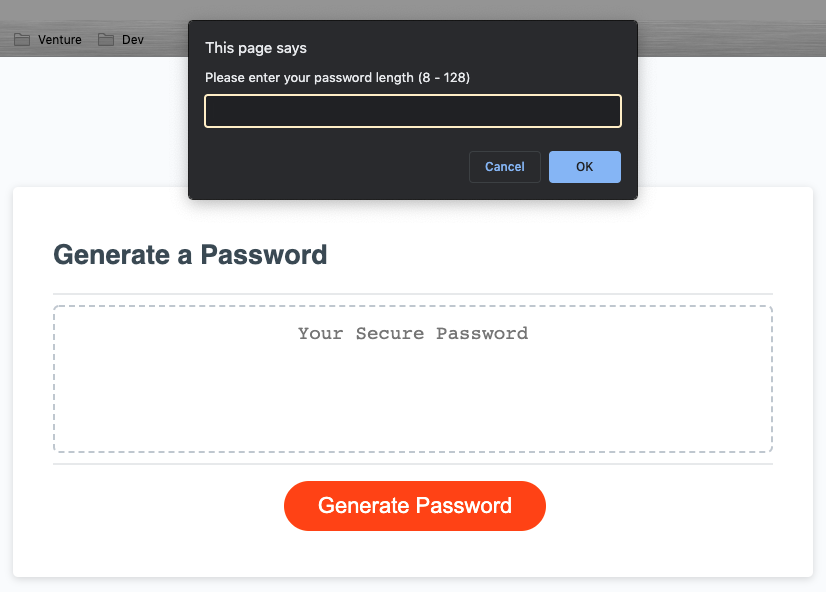 Venture Dev
This page says
Please enter your password length (8 - 128)
Cancel OK
Generate a Password
Your Secure Password
Generate Password